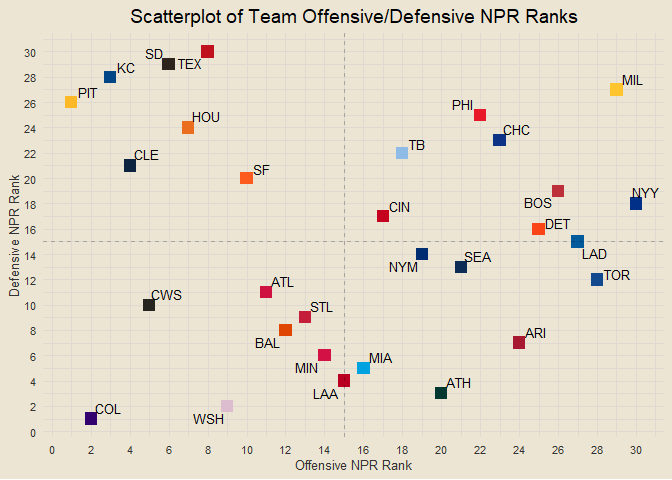 Scatterplot of Team Offensive/Defensive NPR Ranks
Defensive NPR Rank
30
28
26
24
22
20
18
16
14
12
10
8
6
4
2
0
SD
TEX
KC
PIT
MIL
PHI
HOU
CHC
TB
CLE
SF
BOS
NYY
CIN
DET
NYM
SEA
LAD
TOR
ATL
CWS
STL
BAL
ARI
MIN
MIA
LAA
ATH
COL
WSH
0 2 4 6 8 10 12 14 16 18 20 22 24 26 28 30
Offensive NPR Rank